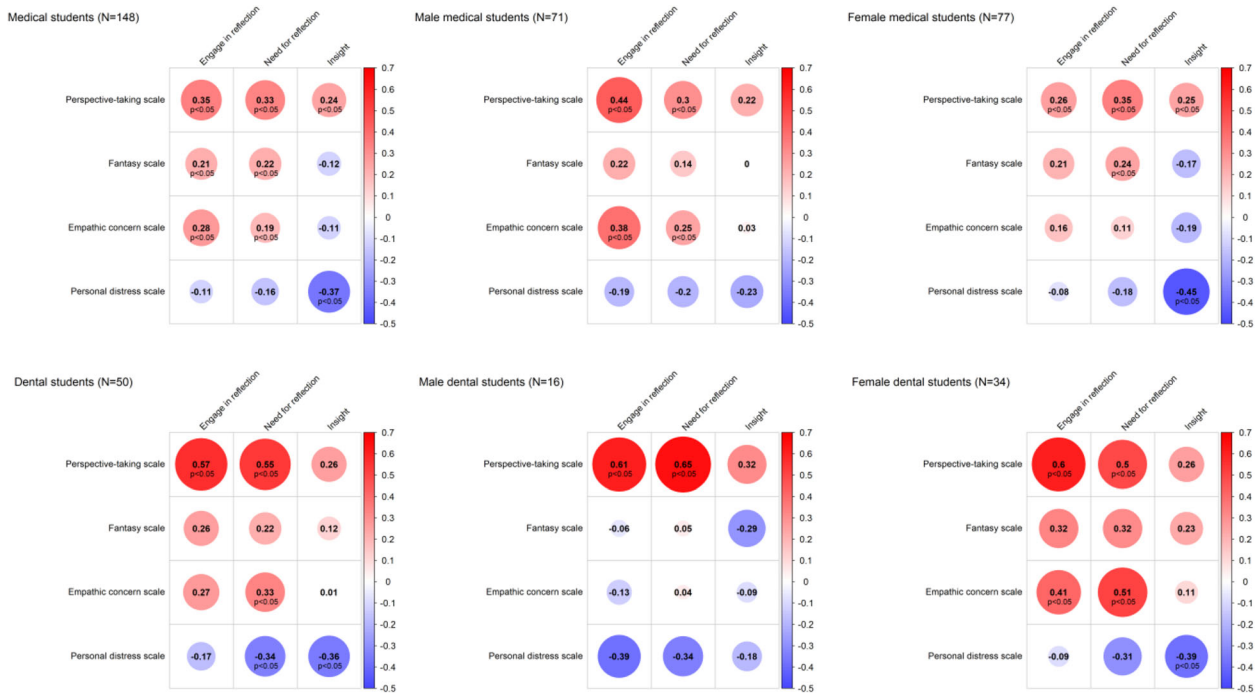 Medical students (N=148)
Engage in reflection
Need for reflection
Insight
Perspective-taking scale
0.35
p<0.05
0.33
p<0.05
0.24
p<0.05
Fantasy scale
0.21
p<0.05
0.22
p<0.05
-0.12
Empathic concern scale
0.28
p<0.05
0.19
p<0.05
-0.11
Personal distress scale
-0.11
-0.16
-0.37
p<0.05
0.7
0.6
0.5
0.4
0.3
0.2
0.1
0
-0.1
-0.2
-0.3
-0.4
-0.5
Male medical students (N=71)
Engage in reflection
Need for reflection
Insight
Perspective-taking scale
0.44
p<0.05
0.3
p<0.05
0.22
Fantasy scale
0.22
0.14
0
Empathic concern scale
0.38
p<0.05
0.25
p<0.05
0.03
Personal distress scale
-0.19
-0.2
-0.23
0.7
0.6
0.5
0.4
0.3
0.2
0.1
0
-0.1
-0.2
-0.3
-0.4
-0.5
Female medical students (N=77)
Engage in reflection
Need for reflection
Insight
Perspective-taking scale
0.26
p<0.05
0.35
p<0.05
0.25
p<0.05
Fantasy scale
0.21
0.24
p<0.05
-0.17
Empathic concern scale
0.16
0.11
-0.19
Personal distress scale
-0.08
-0.18
-0.45
p<0.05
0.7
0.6
0.5
0.4
0.3
0.2
0.1
0
-0.1
-0.2
-0.3
-0.4
-0.5
Dental students (N=50)
Engage in reflection
Need for reflection
Insight
Perspective-taking scale
0.57
p<0.05
0.55
p<0.05
0.26
Fantasy scale
0.26
0.22
0.12
Empathic concern scale
0.27
0.33
p<0.05
0.01
Personal distress scale
-0.17
-0.34
p<0.05
-0.36
p<0.05
0.7
0.6
0.5
0.4
0.3
0.2
0.1
0
-0.1
-0.2
-0.3
-0.4
-0.5
Male dental students (N=16)
Engage in reflection
Need for reflection
Insight
Perspective-taking scale
0.61
p<0.05
0.65
p<0.05
0.32
Fantasy scale
-0.06
0.05
-0.29
Empathic concern scale
-0.13
0.04
-0.09
Personal distress scale
-0.39
-0.34
-0.18
0.7
0.6
0.5
0.4
0.3
0.2
0.1
0
-0.1
-0.2
-0.3
-0.4
-0.5
Female dental students (N=34)
Engage in reflection
Need for reflection
Insight
Perspective-taking scale
0.6
p<0.05
0.5
p<0.05
0.26
Fantasy scale
0.32
0.32
0.23
Empathic concern scale
0.41
p<0.05
0.51
p<0.05
0.11
Personal distress scale
-0.09
-0.31
-0.39
p<0.05
0.7
0.6
0.5
0.4
0.3
0.2
0.1
0
-0.1
-0.2
-0.3
-0.4
-0.5